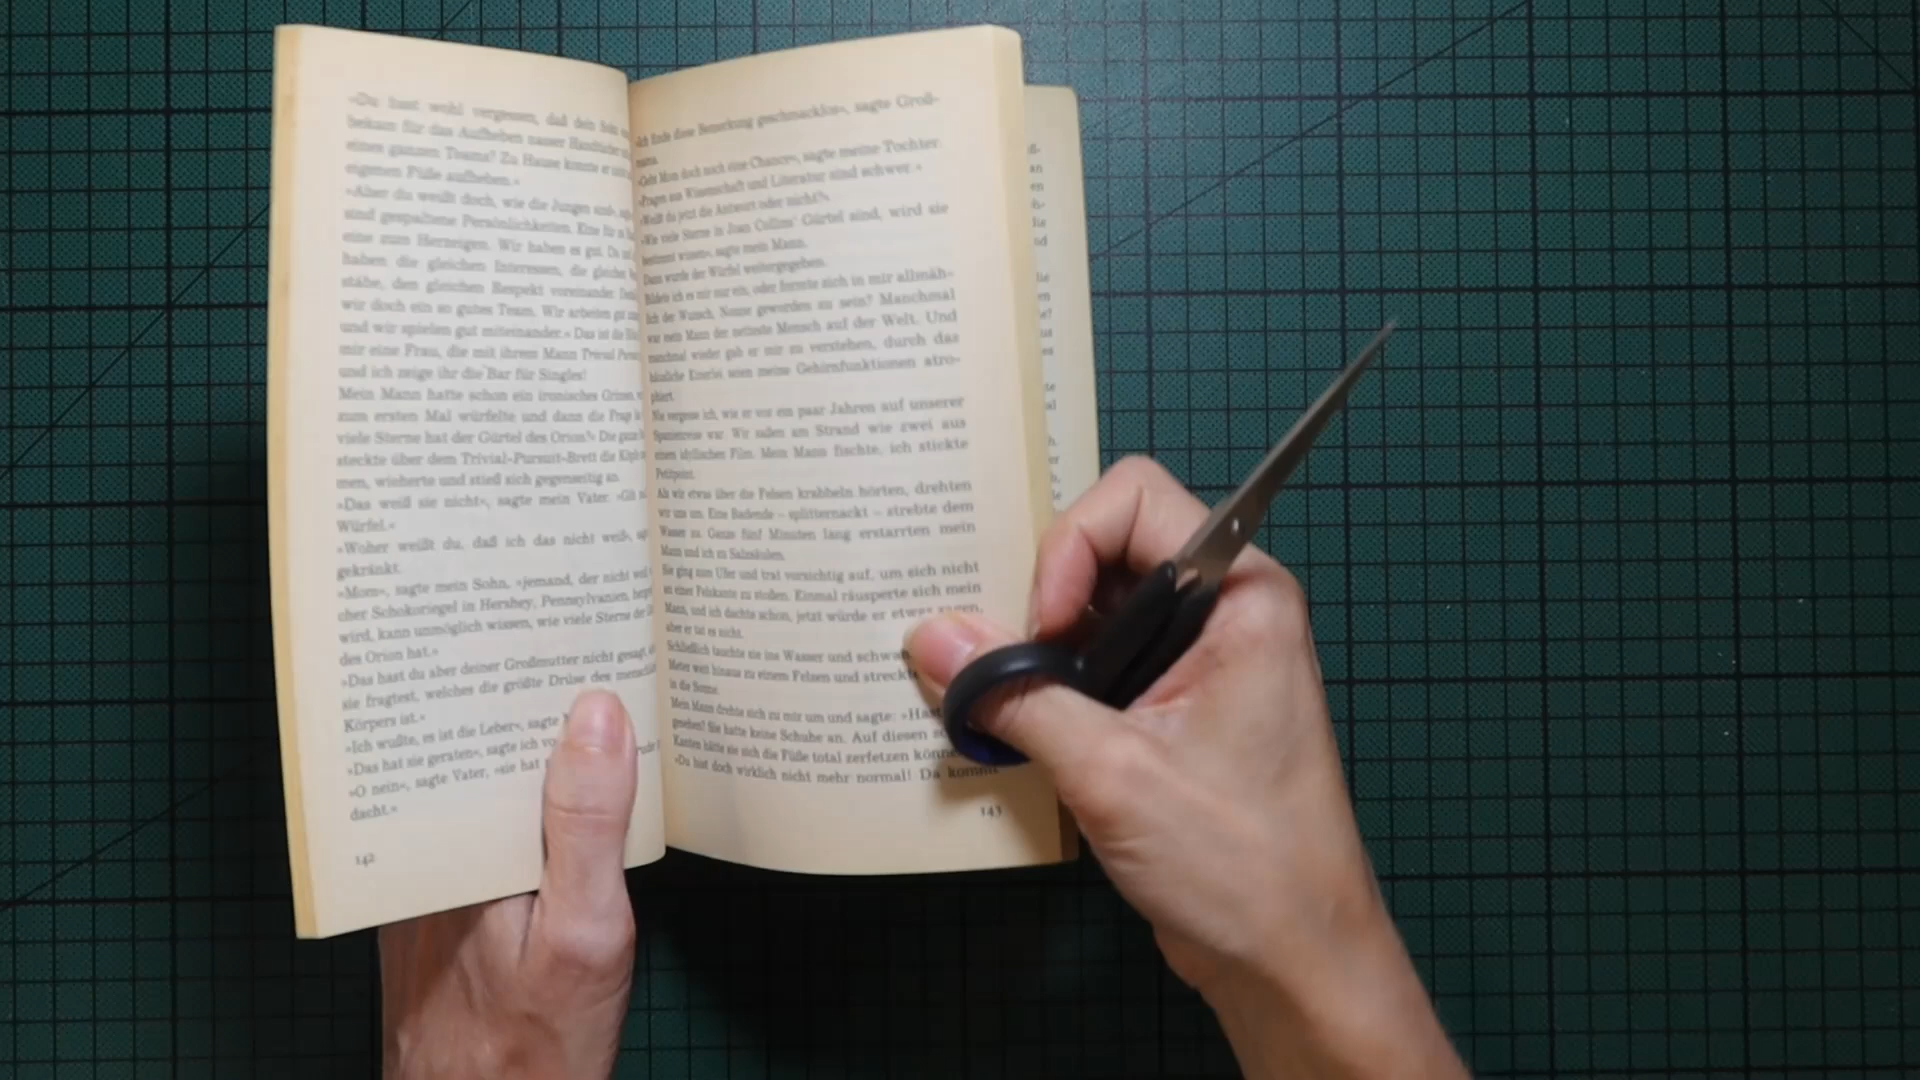 »Du hast wohl vergessen, daß dein
bekam für das Aufheben nasser Handtücher
eines ganzen Teams? Zu Hause konnte er
eigenen Füße aufheben.«
»Aber du weißt doch, wie die Jungen sind«,
sind gespaltene Persönlichkeiten. Eine für
eine zum Herzeigen. Wir haben es gut. Da
haben die gleichen Interessen, die gleichen
stäbe, den gleichen Respekt voreinander.
wir doch ein so gutes Team. Wir arbeiten gut
und wir spielen gut miteinander.« Das ist die
mir eine Frau, die mit ihrem Mann Trivial
und ich zeige ihr die Bar für Singles!
Mein Mann hatte schon ein ironisches Grinsen,
zum ersten Mal würfelte und dann die
viele Sterne hat der Gürtel des Orion?« Die ganze
steckte über dem Trivial-Pursuit-Brett die
men, wieherte und stieß sich gegenseitig an.
»Das weiß sie nicht«, sagte mein Vater. »Gib
Würfel.«
»Woher weißt du, daß ich das nicht weiß«,
gekränkt.
»Mom«, sagte mein Sohn, »jemand, der nicht
cher Schokoriegel in Hershey, Pennsylvanien,
wird, kann unmöglich wissen, wie viele Sterne der
des Orion hat.«
»Das hast du aber deiner Großmutter nicht gesagt,
sie fragtest, welches die größte Drüse des
Körpers ist.«
»Ich wußte, es ist die Leber«, sagte
»Das hat sie geraten«, sagte ich
»O nein«, sagte Vater, »sie hat
dacht.«
142
»Ich finde diese Bemerkung geschmacklos«, sagte Groß-
mama.
»Gebt Mom doch noch eine Chance«, sagte meine Tochter.
»Fragen aus Wissenschaft und Literatur sind schwer.«
»Weißt du jetzt die Antwort oder nicht?«
»Wie viele Sterne in Joan Collins' Gürtel sind, wird sie
bestimmt wissen«, sagte mein Mann.
Dann wurde der Würfel weitergegeben.
Bildete ich es mir nur ein, oder formte sich in mir allmäh-
lich der Wunsch, Nonne geworden zu sein? Manchmal
war mein Mann der netteste Mensch auf der Welt. Und
manchmal wieder gab er mir zu verstehen, durch das
häusliche Einerlei seien meine Gehirnfunktionen atro-
phiert.
Nie vergesse ich, wie er vor ein paar Jahren auf unserer
Spanienreise war. Wir saßen am Strand wie zwei aus
einem idyllischen Film. Mein Mann fischte, ich stickte
Petitpoint.
Als wir etwas über die Felsen krabbeln hörten, drehten
wir uns um. Eine Badende – splitternackt – strebte dem
Wasser zu. Ganze fünf Minuten lang erstarrten mein
Mann und ich zu Salzsäulen.
Sie ging zum Ufer und trat vorsichtig auf, um sich nicht
an einer Felskante zu stoßen. Einmal räusperte sich mein
Mann, und ich dachte schon, jetzt würde er etwas sagen,
aber er tat es nicht.
Schließlich tauchte sie ins Wasser und
Meter weit hinaus zu einem Felsen und
in die Sonne.
Mein Mann drehte sich zu mir um und sagte:
gesehen? Sie hatte keine Schuhe an. Auf diesen
Kanten hätte sie sich die Füße total zerfetzen
»Du bist doch wirklich nicht mehr normal! Da kommt
143